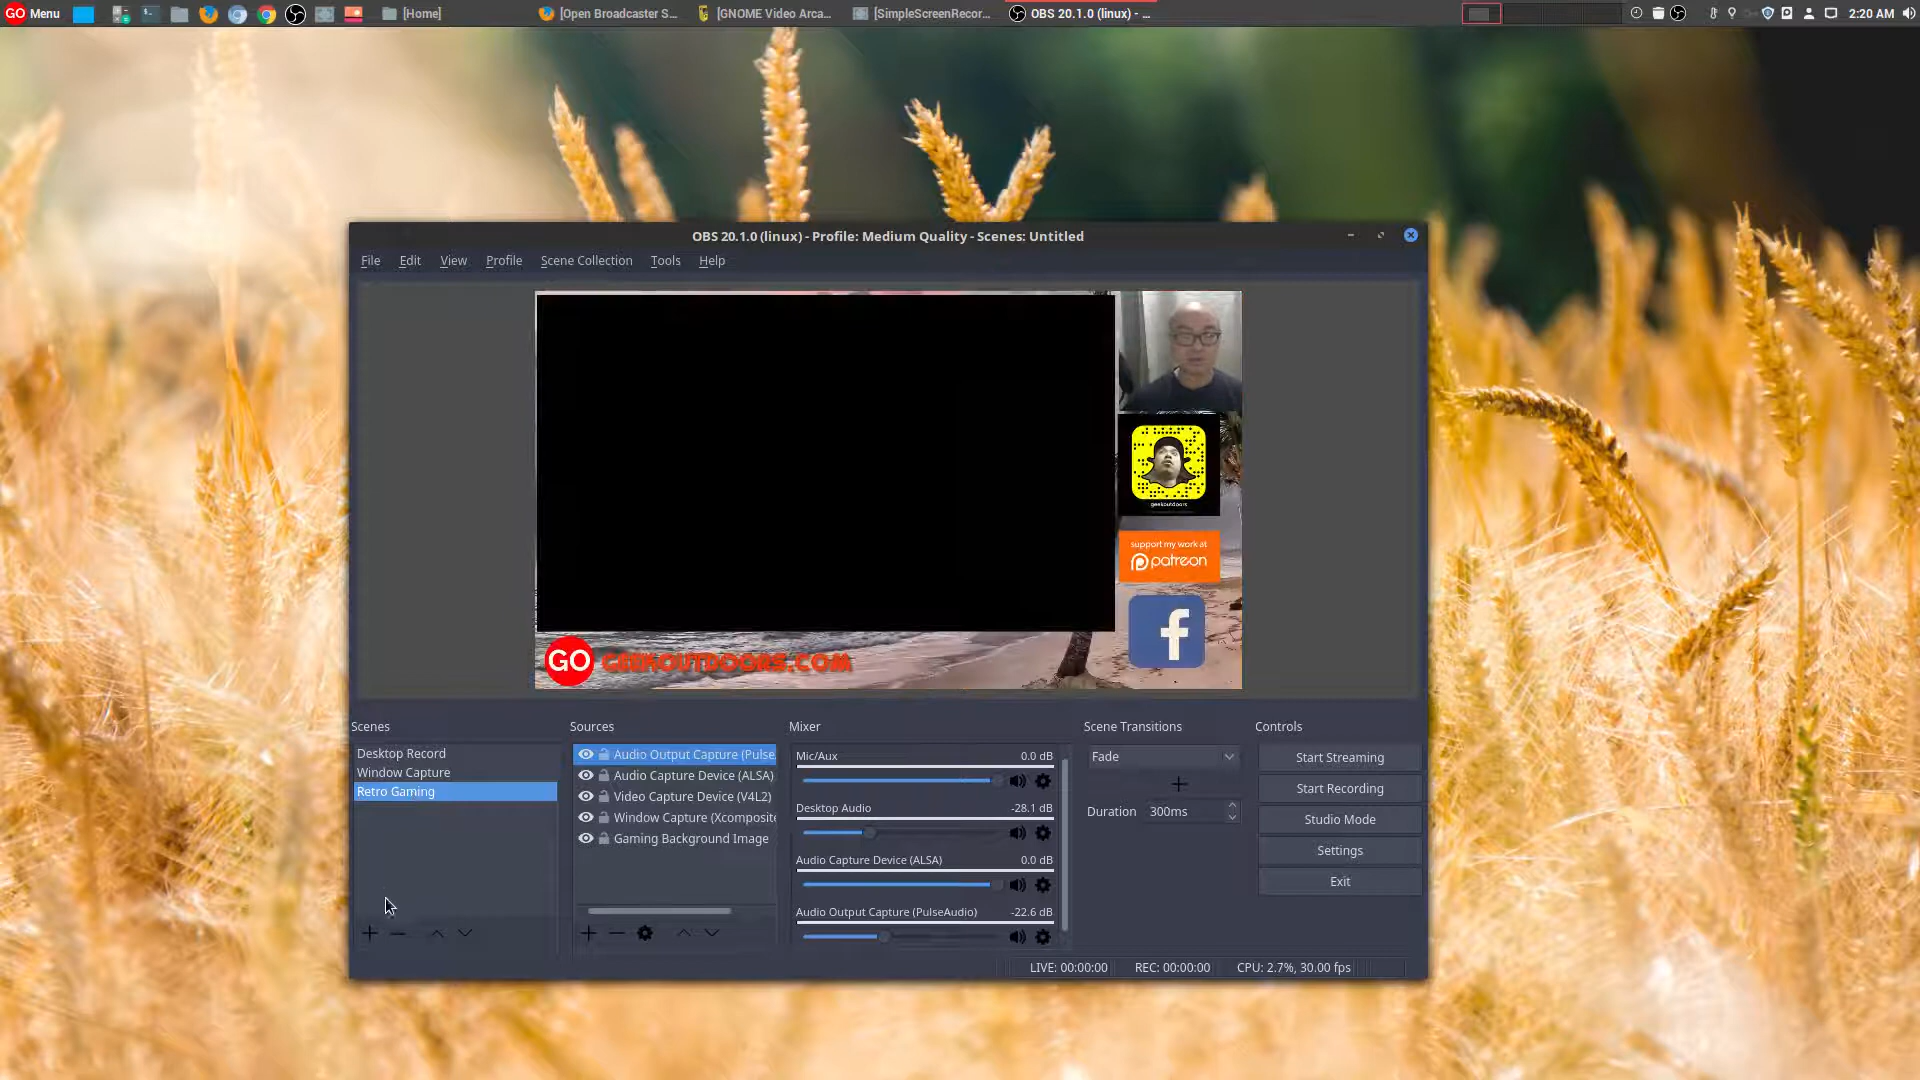 GO Menu
[Home]
[Open Broadcaster S...
[GNOME Video Arca...
[SimpleScreenRecor...
OBS 20.1.0 (linux) - ...
2:20 AM
OBS 20.1.0 (linux) - Profile: Medium Quality - Scenes: Untitled
File Edit View Profile Scene Collection Tools Help
geekoutdoors
support my work at
patreon
f
GO GEEKOUTDOORS.COM
Scenes
Desktop Record
Window Capture
Retro Gaming
Sources
Audio Output Capture (Pulse
Audio Capture Device (ALSA)
Video Capture Device (V4L2)
Window Capture (Xcomposite
Gaming Background Image
Mixer
Mic/Aux 0.0 dB
Desktop Audio -28.1 dB
Audio Capture Device (ALSA) 0.0 dB
Audio Output Capture (PulseAudio) -22.6 dB
Scene Transitions
Fade
Duration 300ms
Controls
Start Streaming
Start Recording
Studio Mode
Settings
Exit
LIVE: 00:00:00 REC: 00:00:00 CPU: 2.7%, 30.00 fps